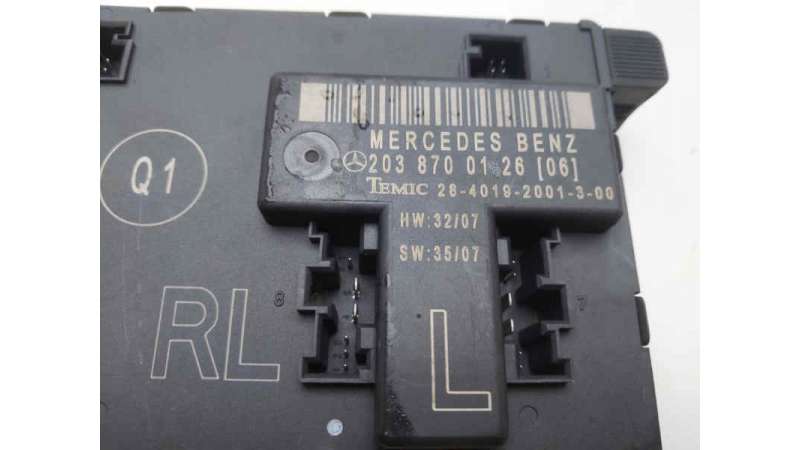 MERCEDES BENZ
203 870 01 26 [06]
TEMIC 28-4019-2001-3-00
Q1
HW:32/07
SW:35/07
RL
L